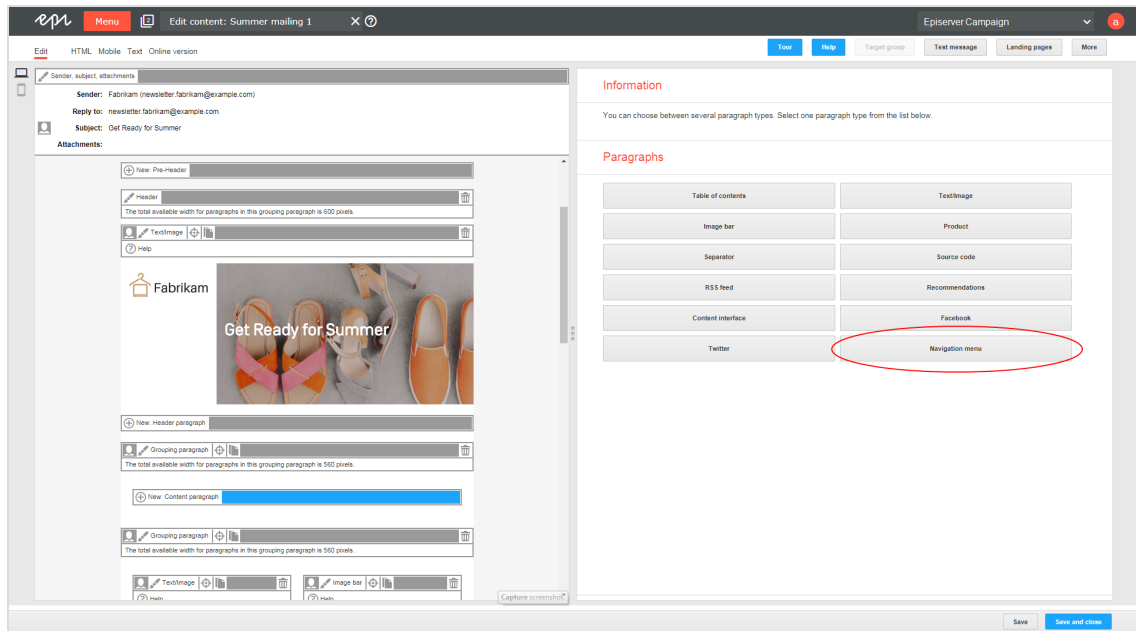 epi Menu 2 Edit content: Summer mailing 1 Episerver Campaign a
Edit HTML Mobile Text Online version Tour Help Target group Text message Landing pages More
Sender, subject, attachments
Sender: Fabrikam (newsletter.fabrikam@example.com)
Reply to: newsletter.fabrikam@example.com
Subject: Get Ready for Summer
Attachments:
New: Pre-Header
Header
The total available width for paragraphs in this grouping paragraph is 600 pixels.
Text/Image
Help
Fabrikam
Get Ready for Summer
New: Header paragraph
Grouping paragraph
The total available width for paragraphs in this grouping paragraph is 560 pixels.
New: Content paragraph
Grouping paragraph
The total available width for paragraphs in this grouping paragraph is 560 pixels.
Text/Image Image bar
Help Help
Capture screenshot
Information
You can choose between several paragraph types. Select one paragraph type from the list below.
Paragraphs
Table of contents Text/Image
Image bar Product
Separator Source code
RSS feed Recommendations
Content interface Facebook
Twitter Navigation menu
Save Save and close